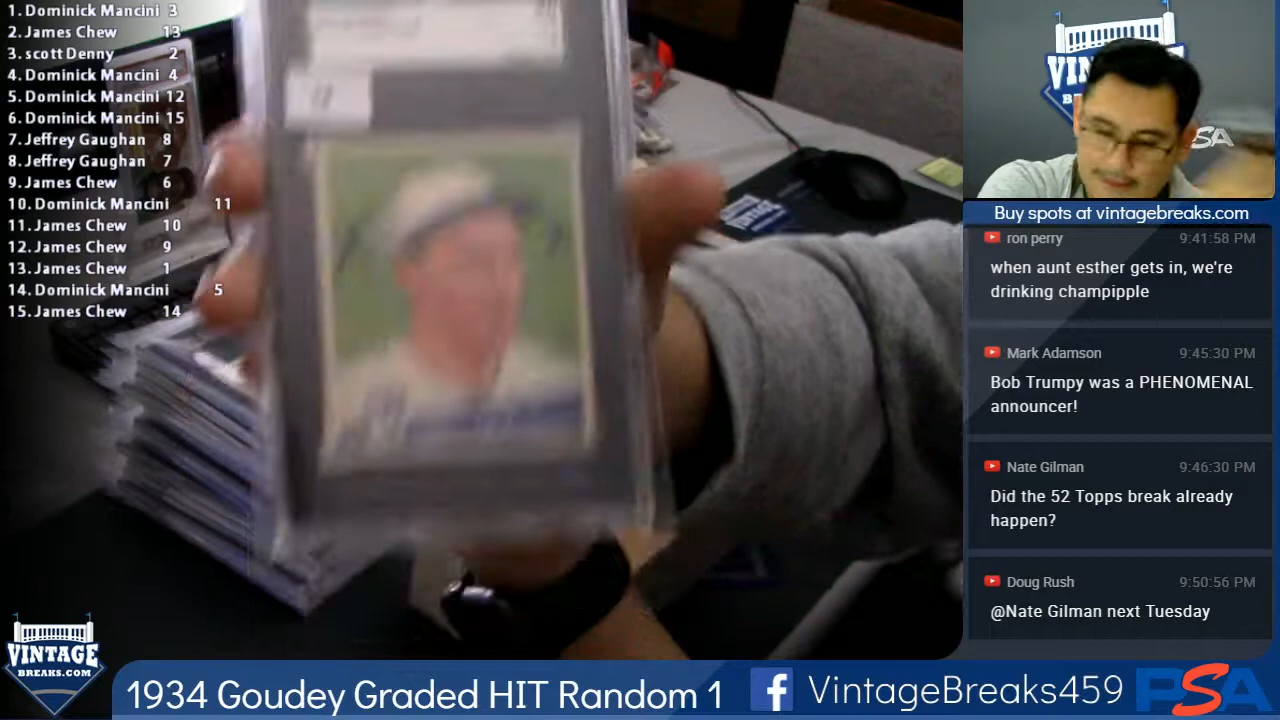 1. Dominick Mancini 3
2. James Chew 13
3. scott Denny 2
4. Dominick Mancini 4
5. Dominick Mancini 12
6. Dominick Mancini 15
7. Jeffrey Gaughan 8
8. Jeffrey Gaughan 7
9. James Chew 6
10. Dominick Mancini 11
11. James Chew 10
12. James Chew 9
13. James Chew 1
14. Dominick Mancini 5
15. James Chew 14
PSA
Buy spots at vintagebreaks.com
ron perry 9:41:58 PM
when aunt esther gets in, we're
drinking champipple
Mark Adamson 9:45:30 PM
Bob Trumpy was a PHENOMENAL
announcer!
Nate Gilman 9:46:30 PM
Did the 52 Topps break already
happen?
Doug Rush 9:50:56 PM
@Nate Gilman next Tuesday
VINTAGE
BREAKS.COM
1934 Goudey Graded HIT Random 1
f VintageBreaks459
PSA